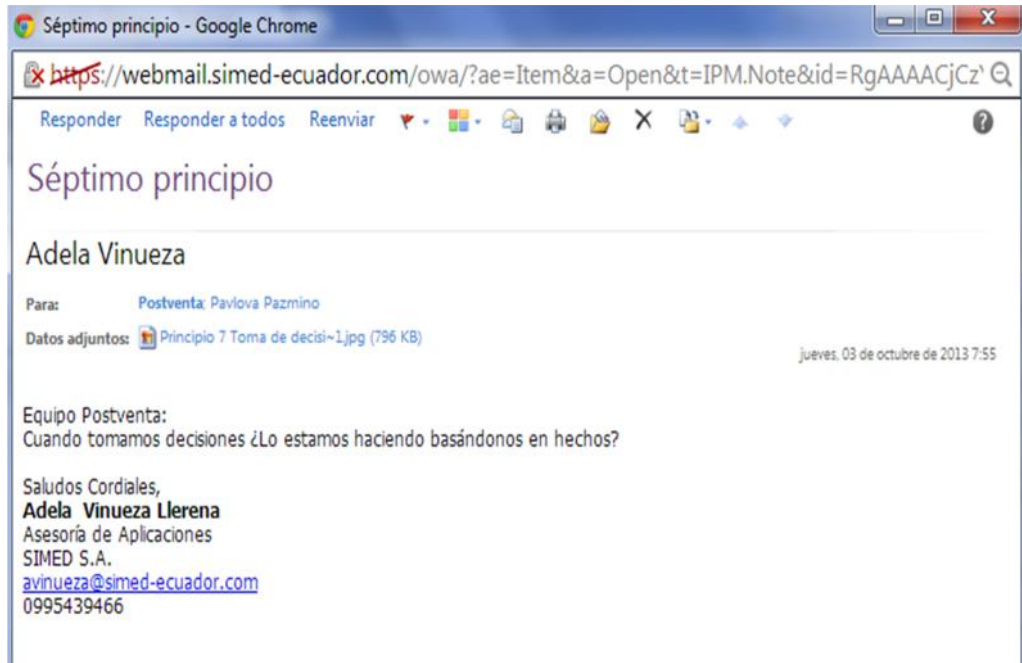 Séptimo principio - Google Chrome
https://webmail.simed-ecuador.com/owa/?ae=Item&a=Open&t=IPM.Note&id=RgAAAACjCzY
Responder Responder a todos Reenviar
Séptimo principio
Adela Vinueza
Para: Postventa; Pavlova Pazmino
Datos adjuntos: Principio 7 Toma de decisi~1.jpg (796 KB)
jueves, 03 de octubre de 2013 7:55
Equipo Postventa:
Cuando tomamos decisiones ¿Lo estamos haciendo basándonos en hechos?
Saludos Cordiales,
Adela Vinueza Llerena
Asesoría de Aplicaciones
SIMED S.A.
avinueza@simed-ecuador.com
0995439466